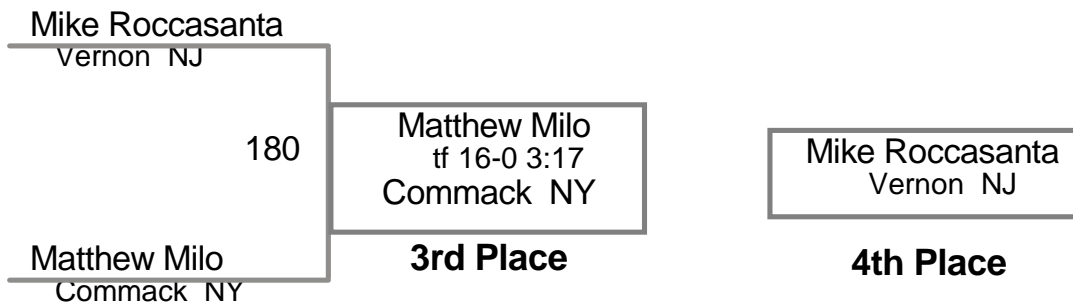 Mike Roccasanta
Vernon NJ
180
Matthew Milo
tf 16-0 3:17
Commack NY
3rd Place
Mike Roccasanta
Vernon NJ
4th Place
Matthew Milo
Commack NY